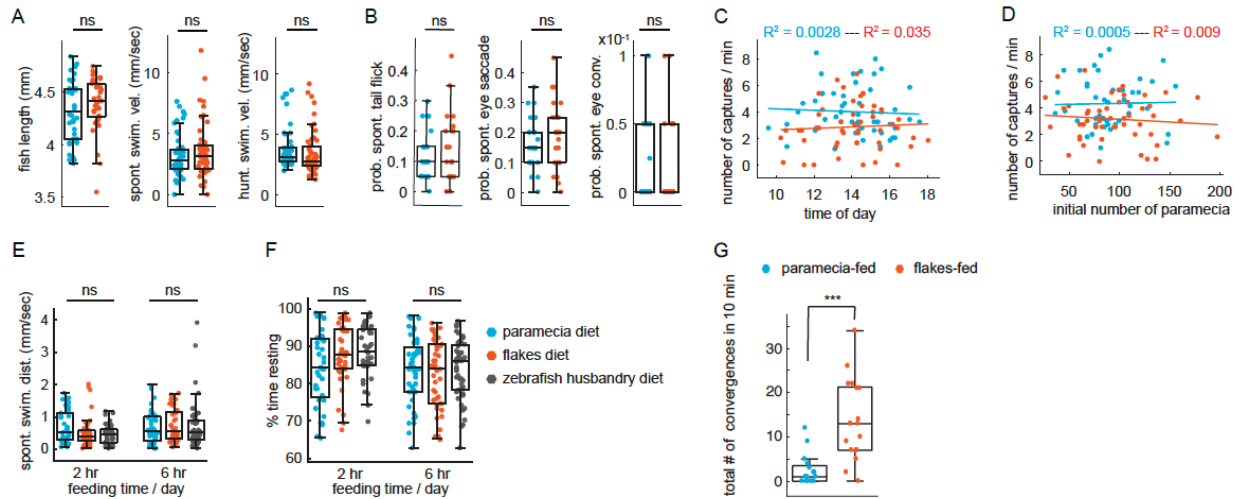 A
ns
fish length (mm)
4.5
4
3.5
ns
spont. swim. vel. (mm/sec)
10
5
0
ns
hunt. swim. vel. (mm/sec)
10
5
0
B
ns
prob. spont. tail flick
0.4
0.3
0.2
0.1
0
ns
prob. spont. eye saccade
0.5
0.4
0.3
0.2
0.1
0
ns
x10-1
prob. spont. eye conv.
1
0.5
0
C
R² = 0.0028 --- R² = 0.035
number of captures / min
8
6
4
2
0
10 12 14 16 18
time of day
D
R² = 0.0005 --- R² = 0.009
number of captures / min
8
6
4
2
0
50 100 150 200
initial number of paramecia
E
ns ns
spont. swim. dist. (mm/sec)
4
3
2
1
0
2 hr 6 hr
feeding time / day
F
ns ns
% time resting
100
90
80
70
60
2 hr 6 hr
feeding time / day
paramecia diet
flakes diet
zebrafish husbandry diet
G
paramecia-fed flakes-fed
***
total # of convergences in 10 min
30
20
10
0